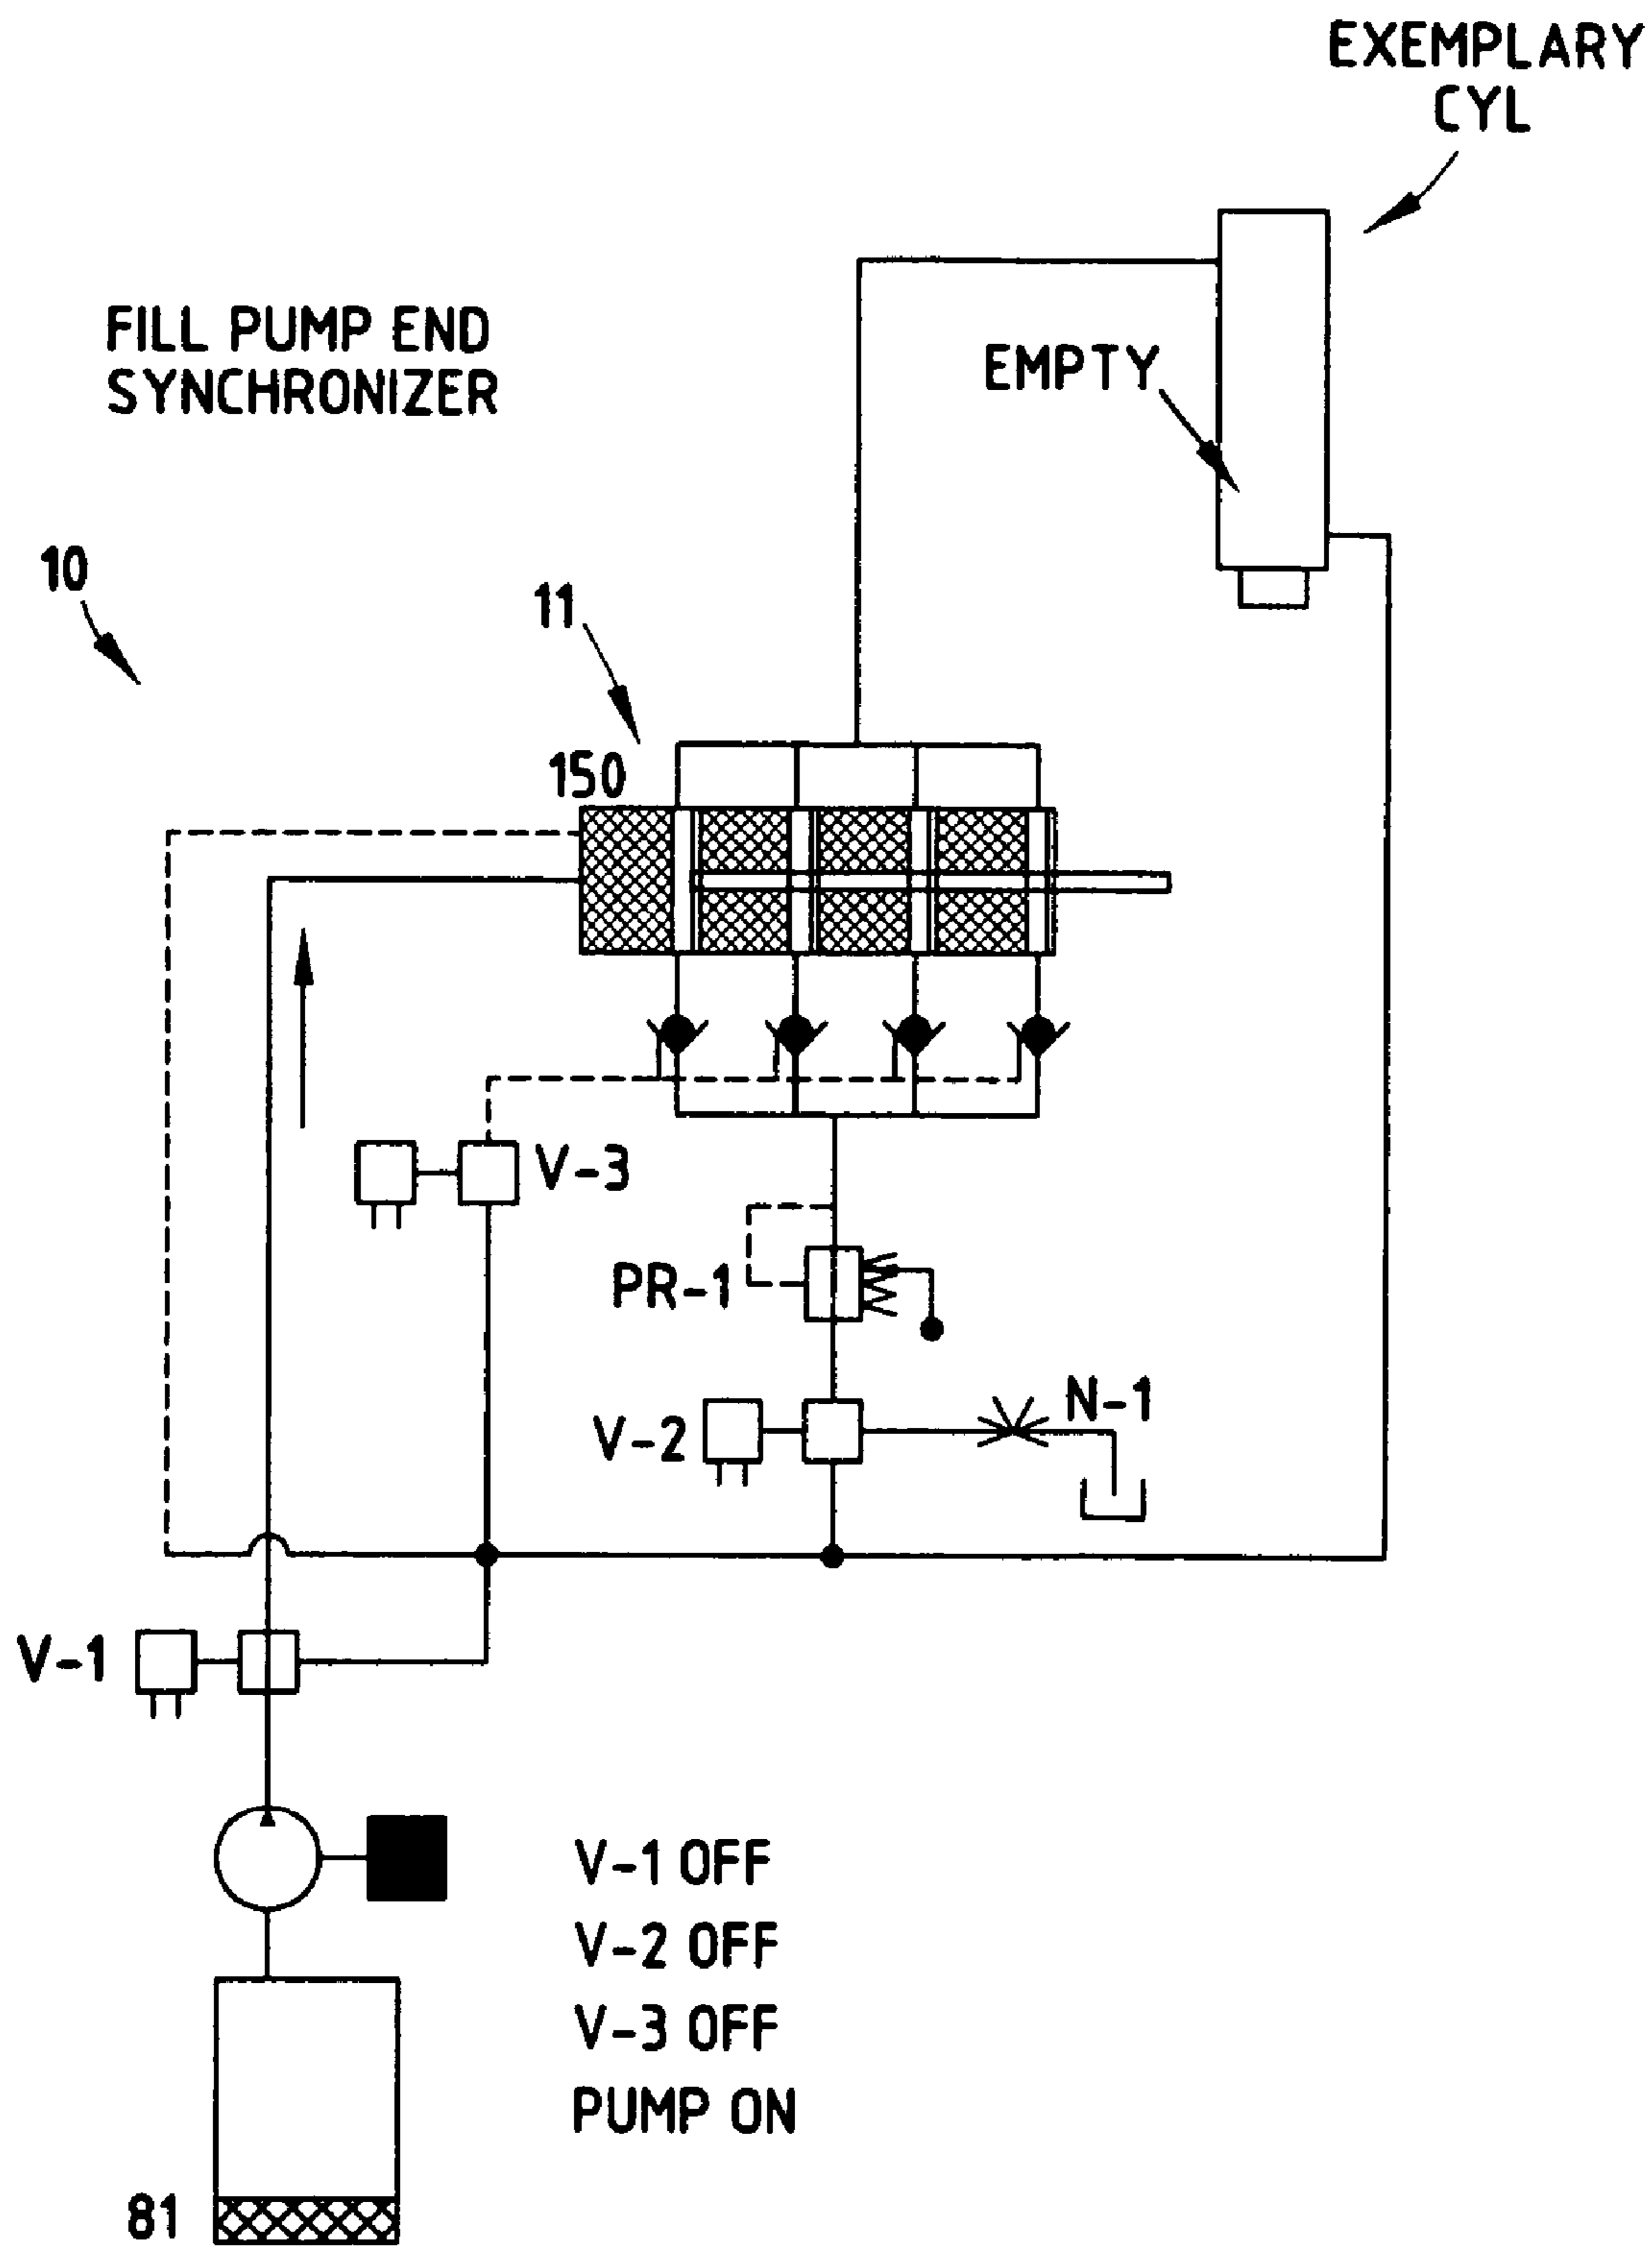 EXEMPLARY
CYL
FILL PUMP END
SYNCHRONIZER
EMPTY
10
11
150
V-3
PR-1
N-1
V-2
V-1
V-1 OFF
V-2 OFF
V-3 OFF
PUMP ON
81